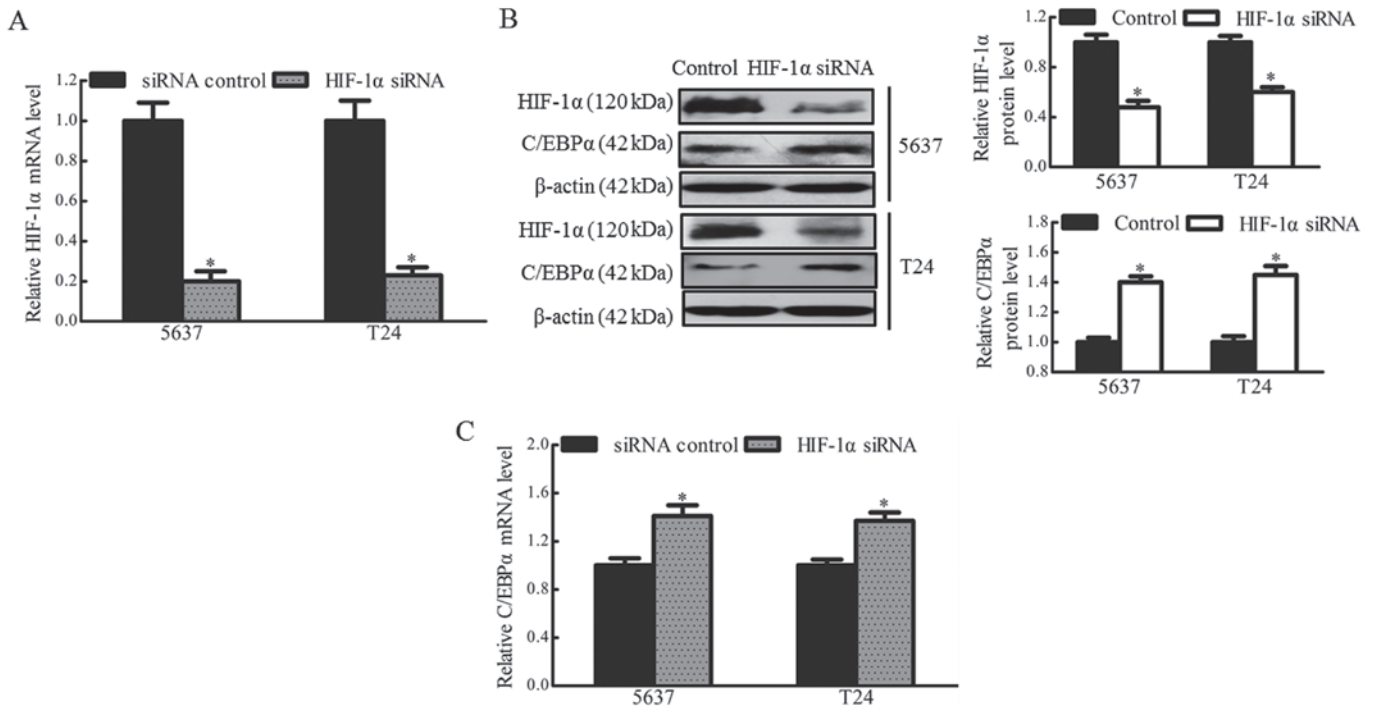 A
siRNA control HIF-1α siRNA
Relative HIF-1α mRNA level
1.2
1.0
0.8
0.6
0.4
0.2
0.0
* *
5637 T24
B
Control HIF-1α siRNA
HIF-1α (120 kDa)
C/EBPα (42 kDa)
β-actin (42 kDa)
5637
HIF-1α (120 kDa)
C/EBPα (42 kDa)
β-actin (42 kDa)
T24
Control HIF-1α siRNA
Relative HIF-1α
protein level
1.2
0.8
0.4
0.0
* *
5637 T24
Control HIF-1α siRNA
Relative C/EBPα
protein level
1.8
1.6
1.4
1.2
1.0
0.8
* *
5637 T24
C
siRNA control HIF-1α siRNA
Relative C/EBPα mRNA level
2.0
1.6
1.2
0.8
0.4
0.0
* *
5637 T24